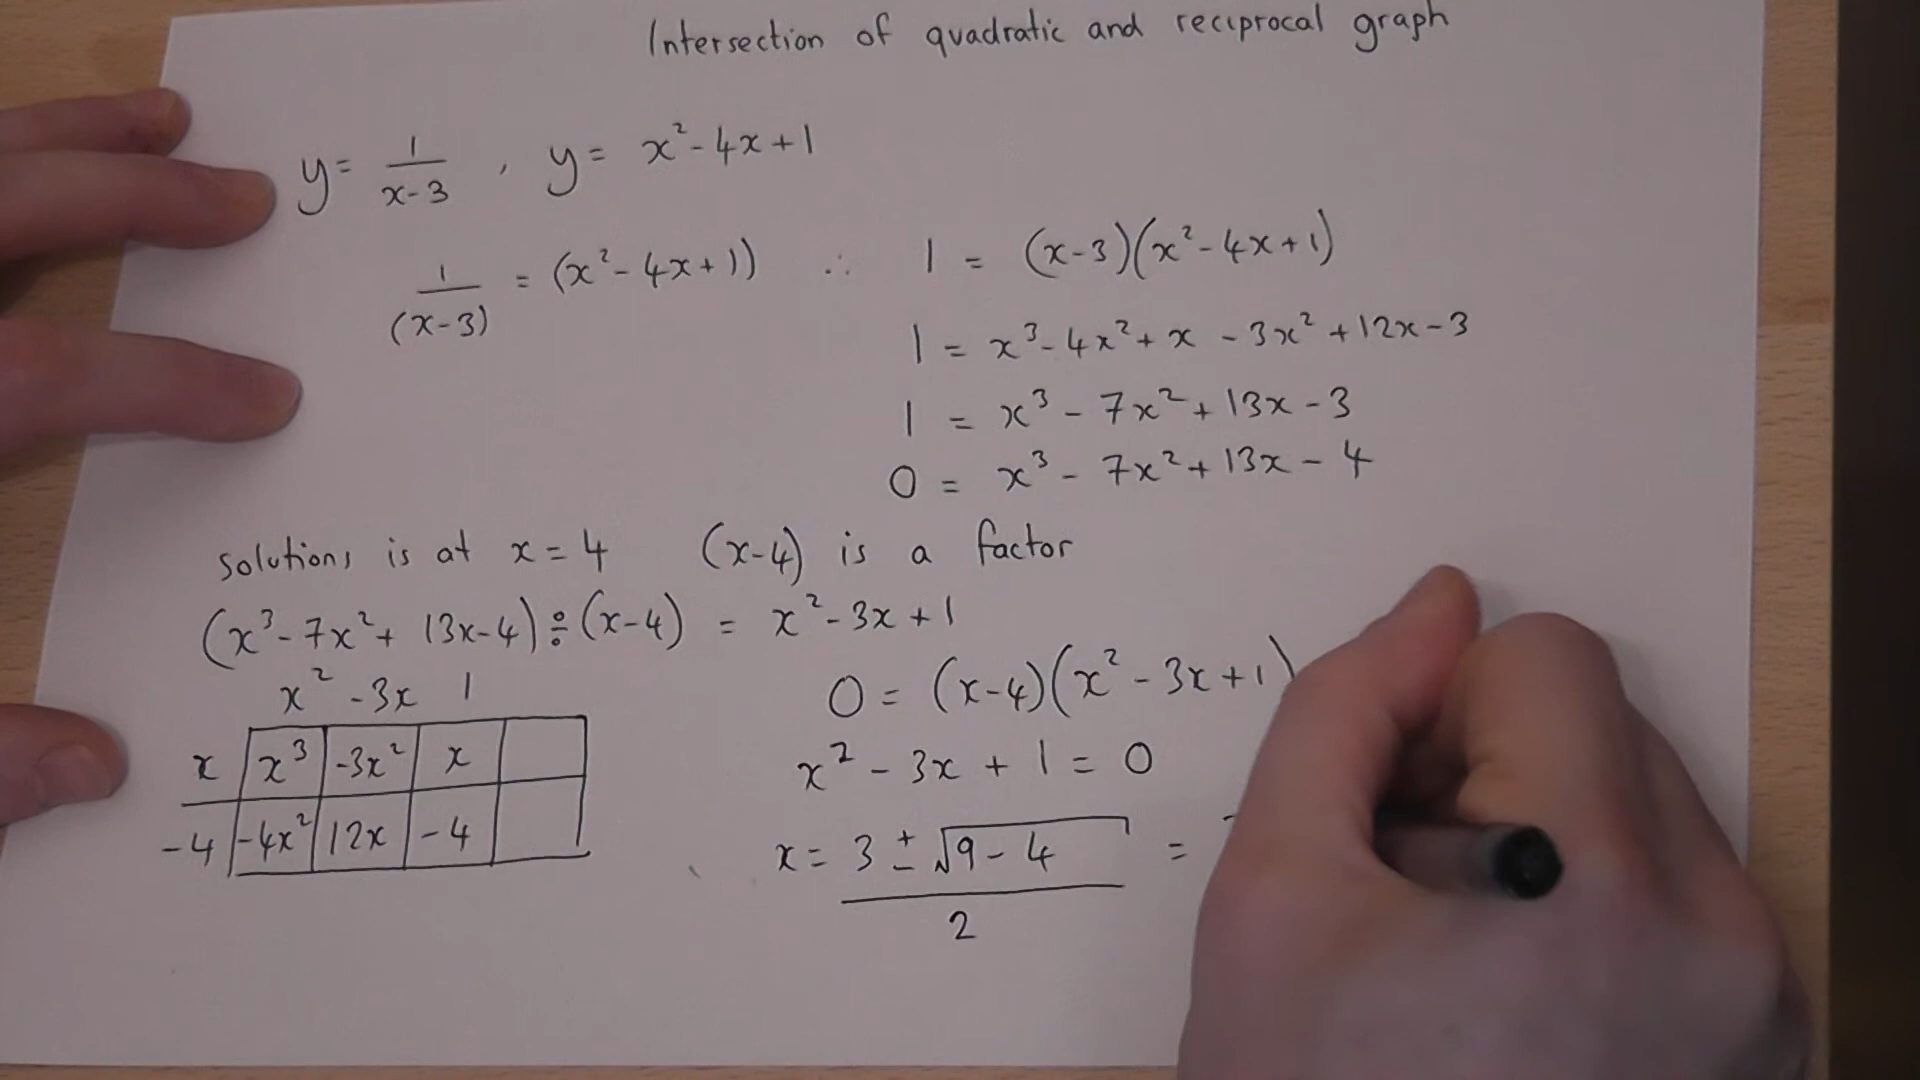 Intersection of quadratic and reciprocal graph
y = 1/(x-3) , y = x² - 4x + 1
1/(x-3) = (x² - 4x + 1) ∴ 1 = (x-3)(x² - 4x + 1)
1 = x³ - 4x² + x - 3x² + 12x - 3
1 = x³ - 7x² + 13x - 3
0 = x³ - 7x² + 13x - 4
solutions is at x = 4 (x-4) is a factor
(x³ - 7x² + 13x - 4) ÷ (x-4) = x² - 3x + 1
x² -3x 1
0 = (x-4)(x² - 3x + 1)
x x³ -3x² x
x² - 3x + 1 = 0
-4 -4x² 12x -4
x = (3 ± √(9 - 4))/2 =